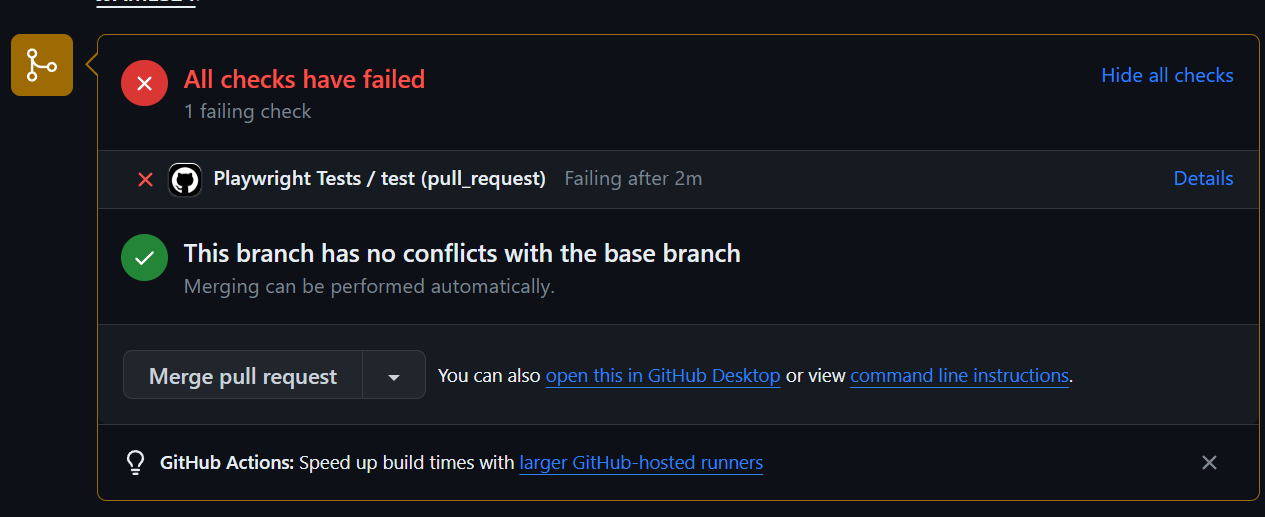 All checks have failed
Hide all checks
1 failing check
Playwright Tests / test (pull_request) Failing after 2m
Details
This branch has no conflicts with the base branch
Merging can be performed automatically.
Merge pull request
You can also open this in GitHub Desktop or view command line instructions.
GitHub Actions: Speed up build times with larger GitHub-hosted runners